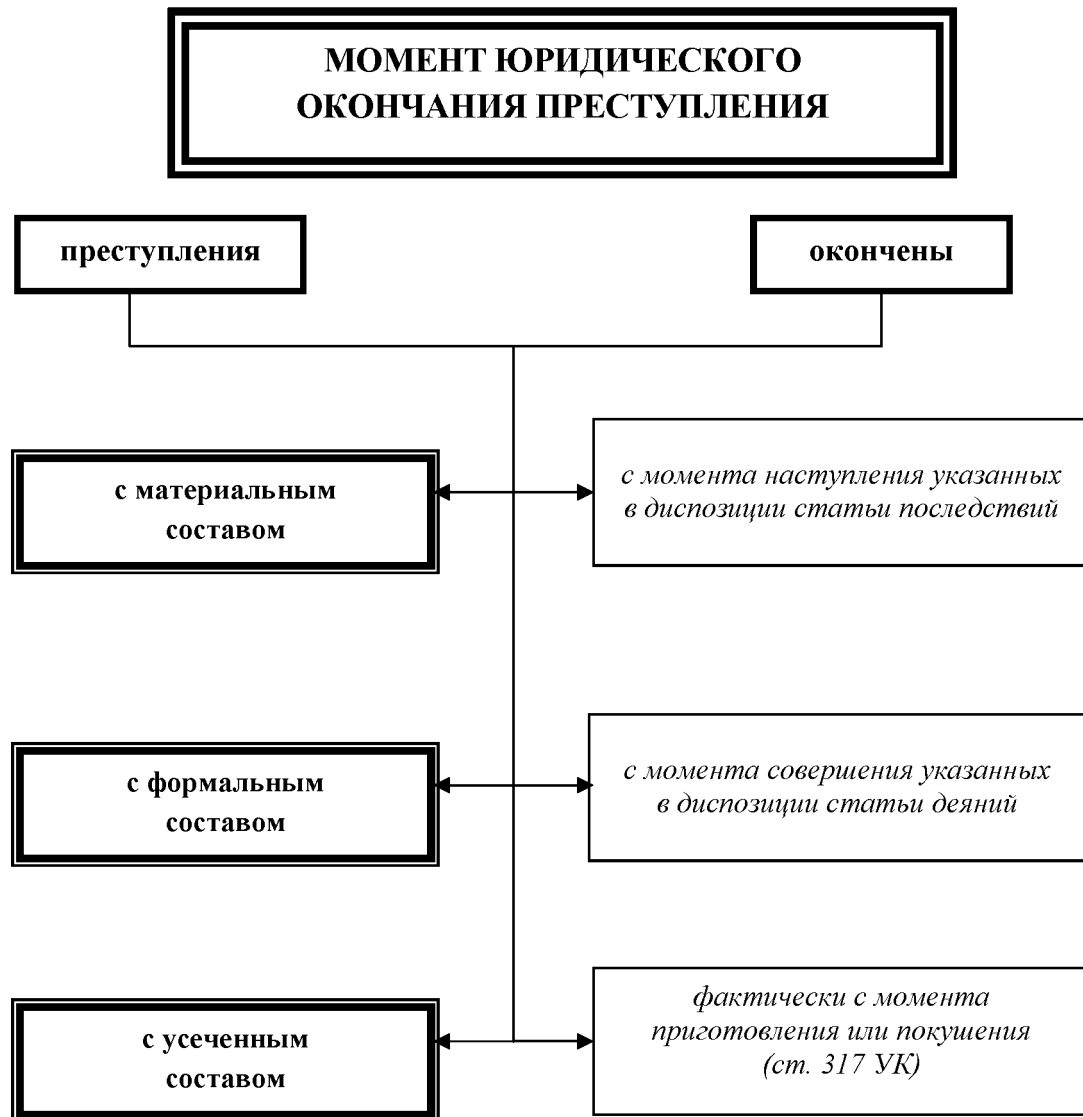 МОМЕНТ ЮРИДИЧЕСКОГО
ОКОНЧАНИЯ ПРЕСТУПЛЕНИЯ
преступления
окончены
с материальным
составом
с момента наступления указанных
в диспозиции статьи последствий
с формальным
составом
с момента совершения указанных
в диспозиции статьи деяний
с усеченным
составом
фактически с момента
приготовления или покушения
(ст. 317 УК)